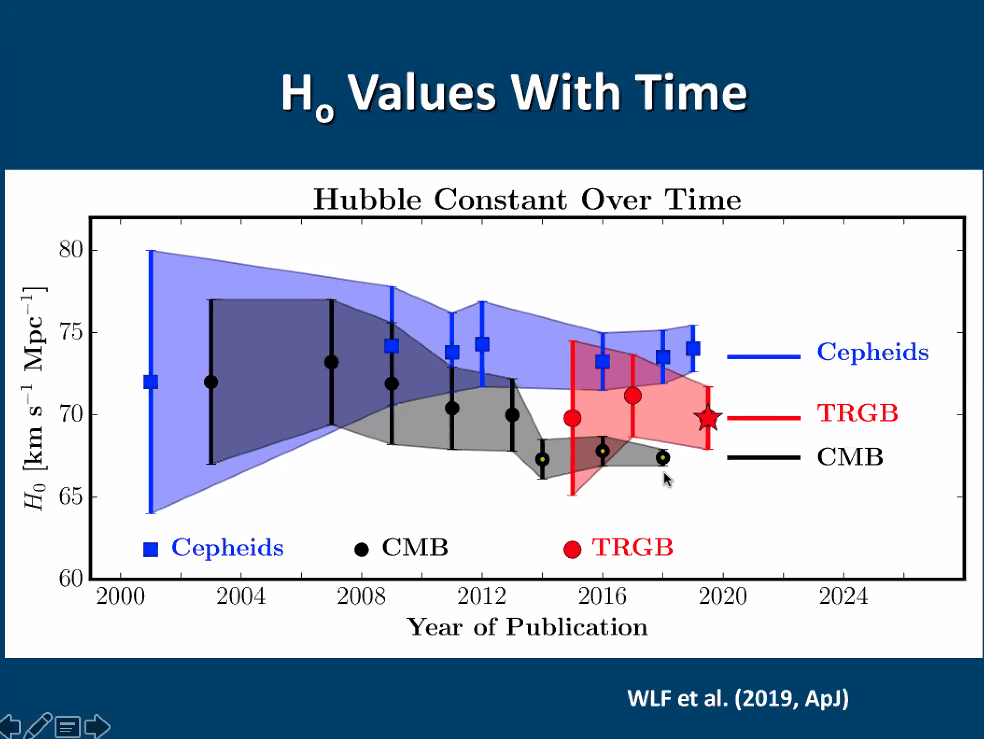 Ho Values With Time
Hubble Constant Over Time
H0 [km s−1 Mpc−1]
80
75
70
65
60
Cepheids
TRGB
CMB
Cepheids CMB TRGB
2000 2004 2008 2012 2016 2020 2024
Year of Publication
WLF et al. (2019, ApJ)